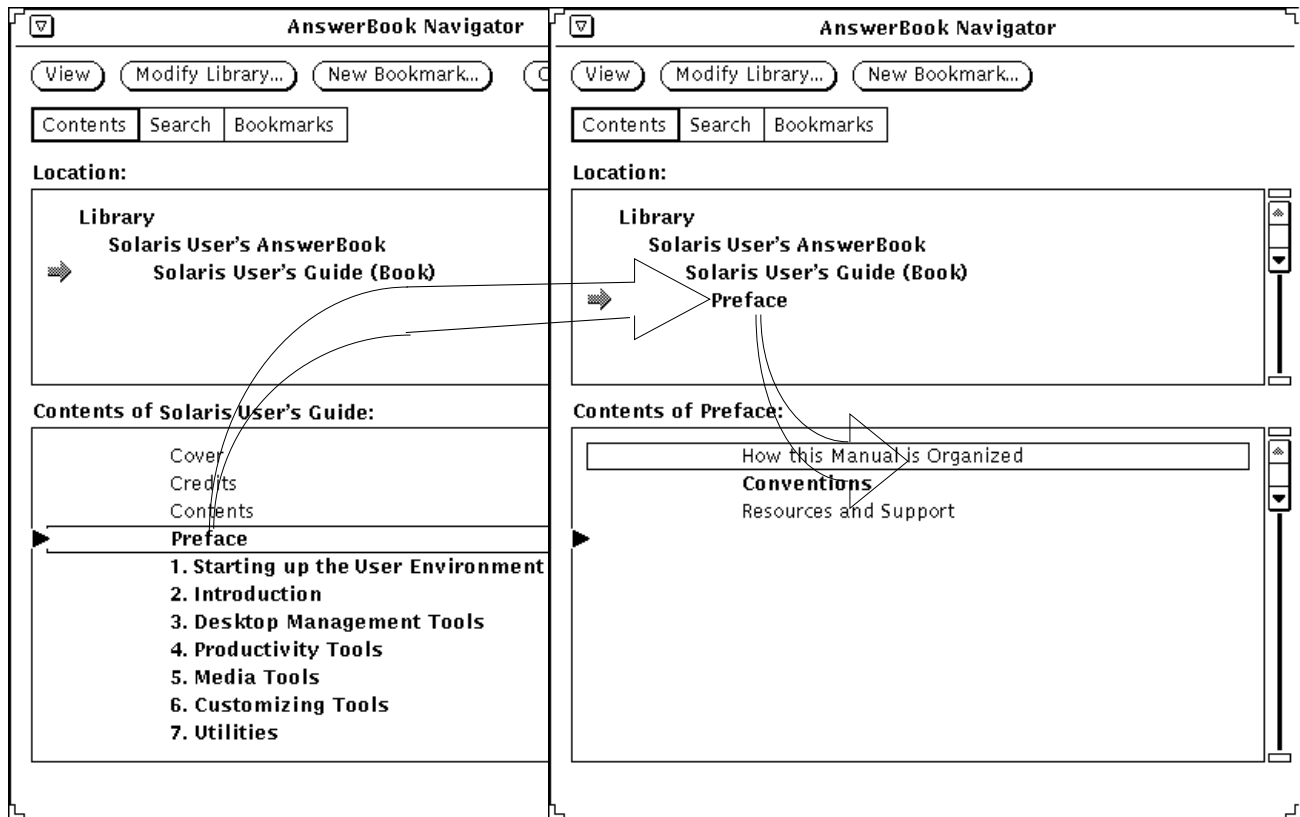 AnswerBook Navigator
View
Modify Library...
New Bookmark...
C
Contents
Search
Bookmarks
Location:
Library
Solaris User's AnswerBook
Solaris User's Guide (Book)
Contents of Solaris User's Guide:
Cover
Credits
Contents
Preface
1. Starting up the User Environment
2. Introduction
3. Desktop Management Tools
4. Productivity Tools
5. Media Tools
6. Customizing Tools
7. Utilities
AnswerBook Navigator
View
Modify Library...
New Bookmark...
Contents
Search
Bookmarks
Location:
Library
Solaris User's AnswerBook
Solaris User's Guide (Book)
Preface
Contents of Preface:
How this Manual is Organized
Conventions
Resources and Support